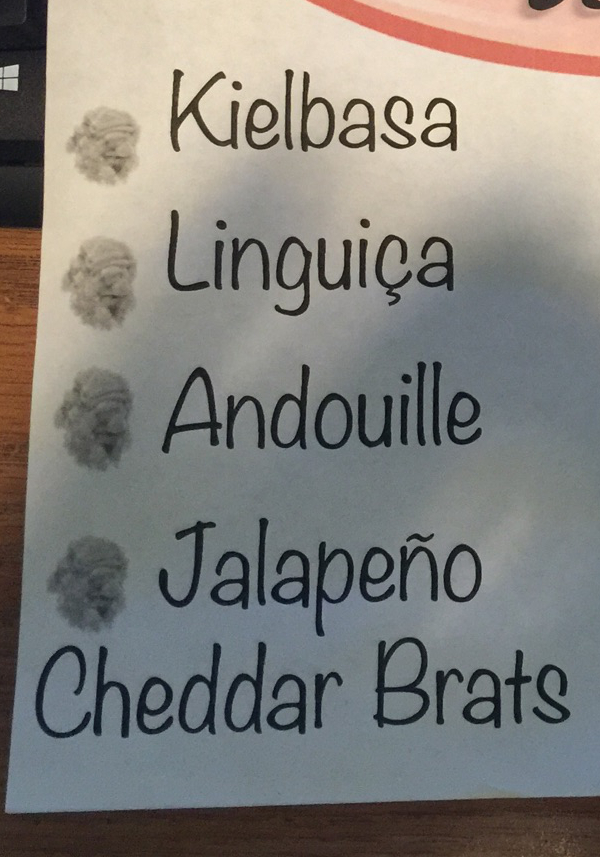 Kielbasa
Linguiça
Andouille
Jalapeño
Cheddar Brats